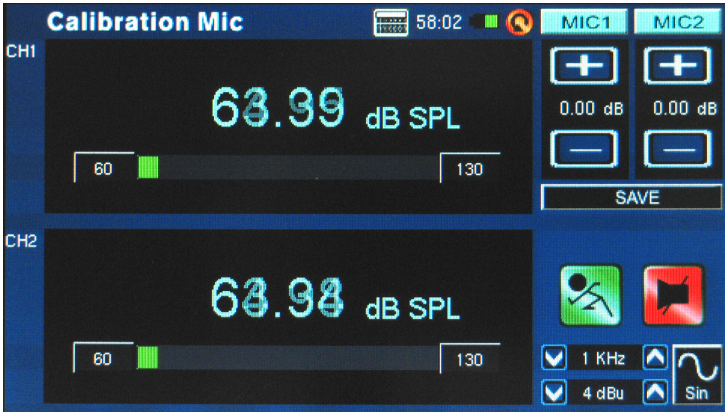 Calibration Mic 58:02 MIC1 MIC2
CH1
dB SPL
0.00 dB 0.00 dB
60 130
SAVE
CH2
dB SPL
60 130
1 KHz
4 dBu Sin